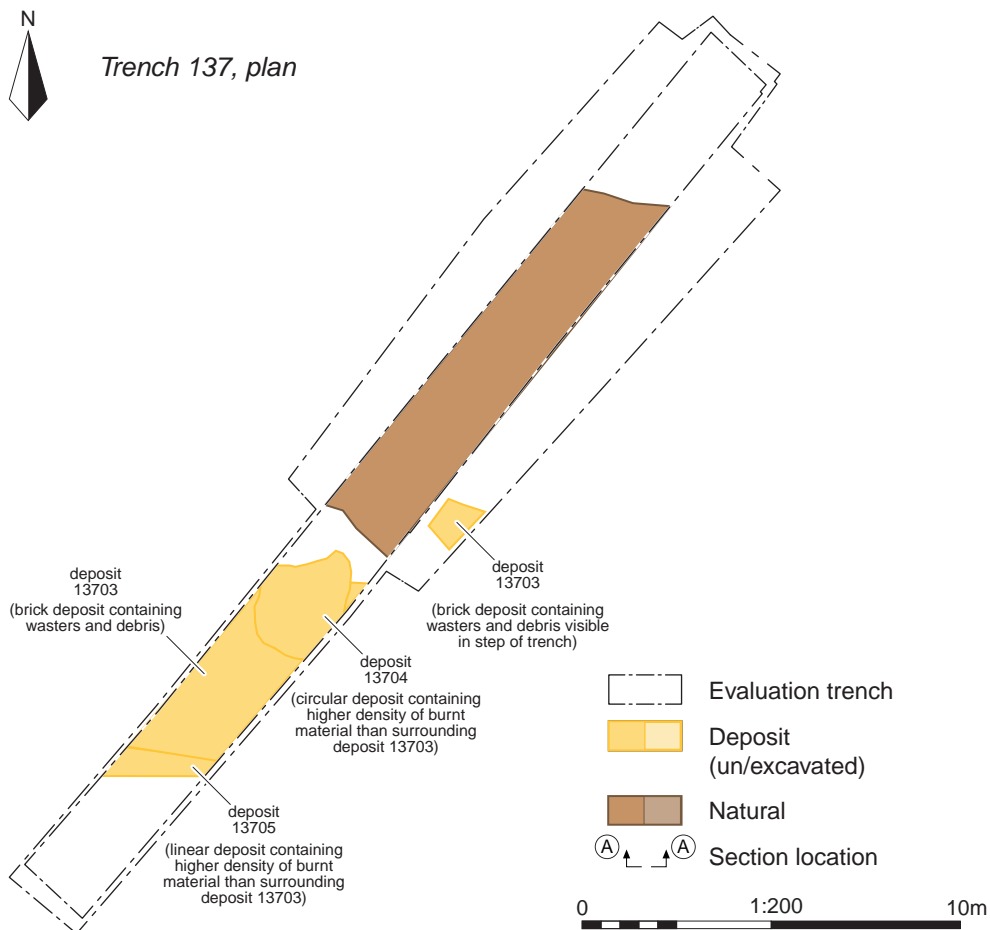 N
Trench 137, plan
deposit
13703
(brick deposit containing
wasters and debris)
deposit
13703
(brick deposit containing
wasters and debris visible
in step of trench)
deposit
13704
(circular deposit containing
higher density of burnt
material than surrounding
deposit 13703)
deposit
13705
(linear deposit containing
higher density of burnt
material than surrounding
deposit 13703)
Evaluation trench
Deposit
(un/excavated)
Natural
A A
Section location
0 1:200 10m